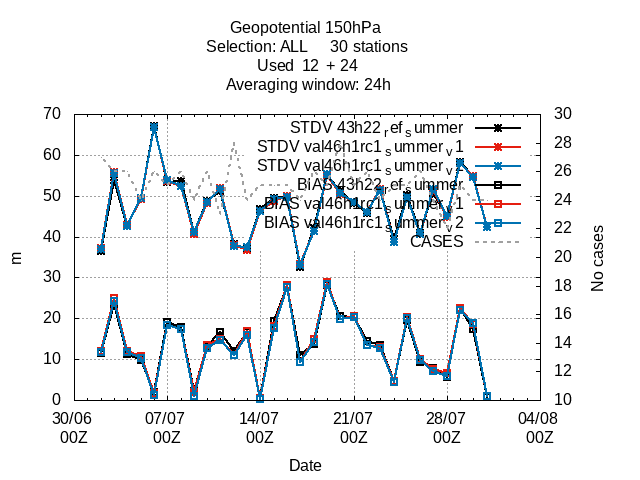 Geopotential 150hPa
Selection: ALL 30 stations
Used 12 + 24
Averaging window: 24h
m
No cases
70
60
50
40
30
20
10
0
30
28
26
24
22
20
18
16
14
12
10
STDV 43h22_ref_summer
STDV val46h1rc1_summer_v1
STDV val46h1rc1_summer_v2
BIAS 43h22_ref_summer
BIAS val46h1rc1_summer_v1
BIAS val46h1rc1_summer_v2
CASES
30/06 07/07 14/07 21/07 28/07 04/08
00Z 00Z 00Z 00Z 00Z 00Z
Date